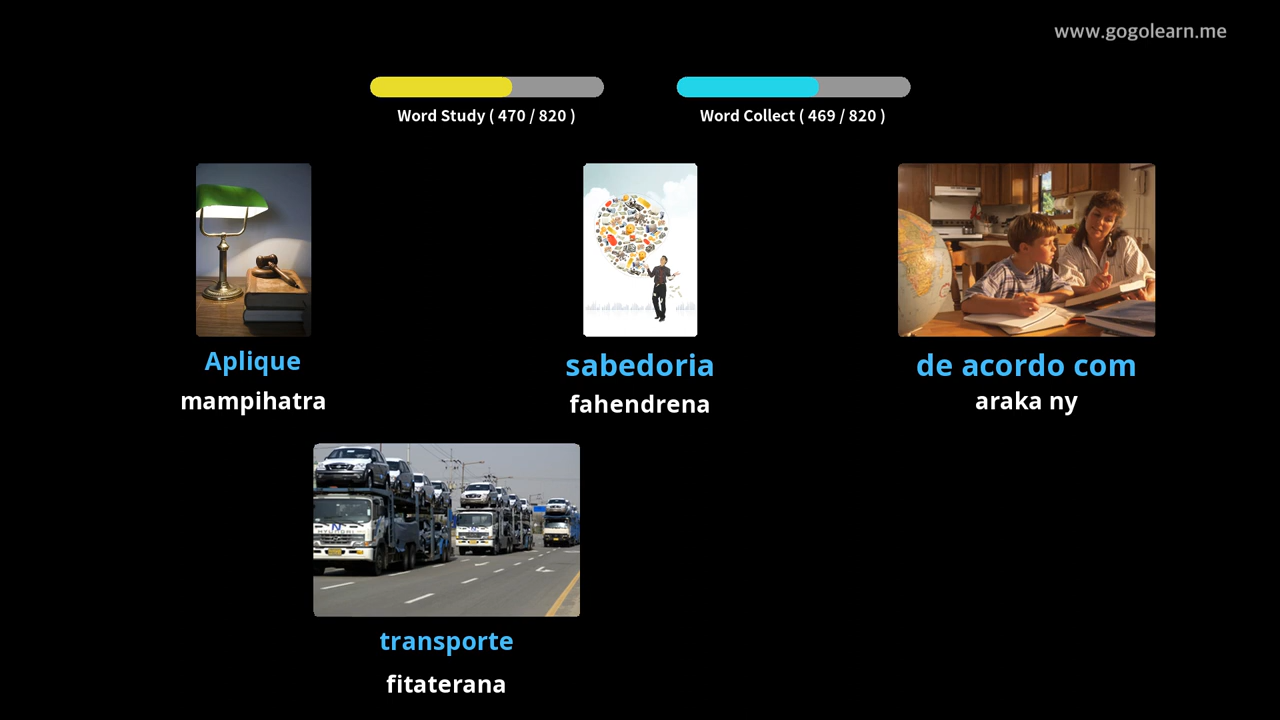 www.gogolearn.me
Word Study ( 470 / 820 )
Word Collect ( 469 / 820 )
Aplique
mampihatra
sabedoria
fahendrena
de acordo com
araka ny
transporte
fitaterana